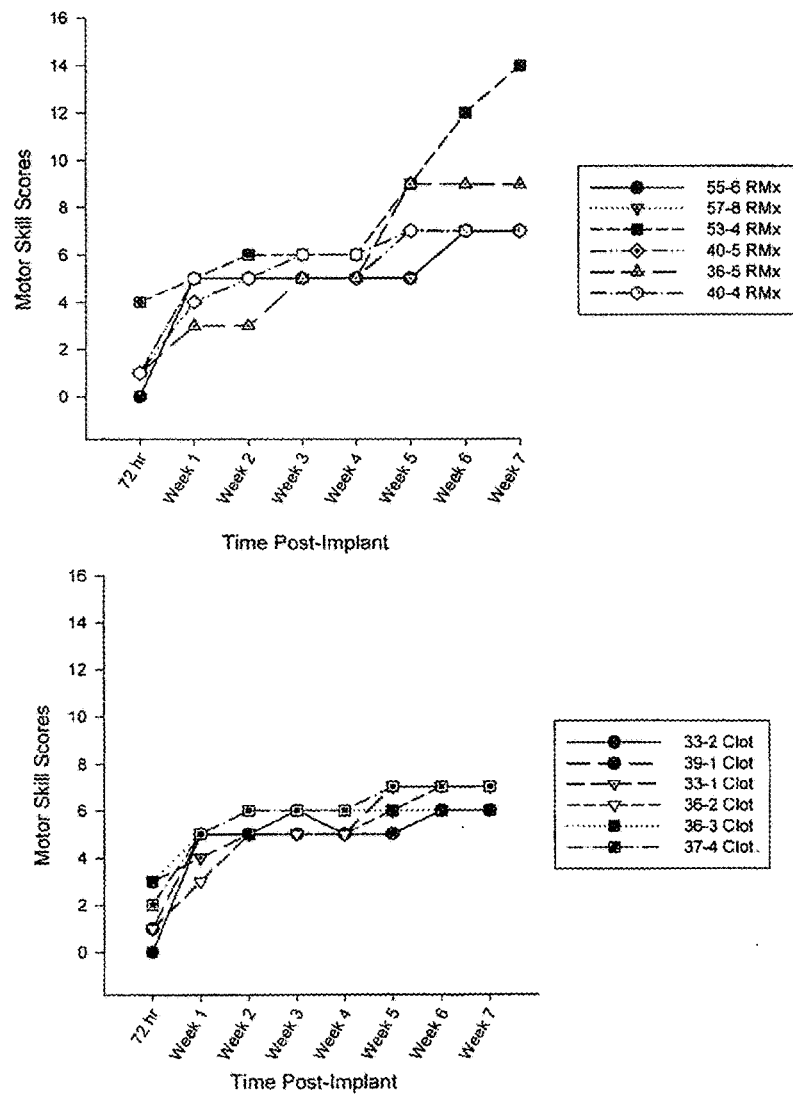 16
14
12
10
8
6
4
2
0
Motor Skill Scores
72 hr
Week 1
Week 2
Week 3
Week 4
Week 5
Week 6
Week 7
Time Post-Implant
55-6 RMx
57-8 RMx
53-4 RMx
40-5 RMx
36-5 RMx
40-4 RMx
16
14
12
10
8
6
4
2
0
Motor Skill Scores
72 hr
Week 1
Week 2
Week 3
Week 4
Week 5
Week 6
Week 7
Time Post-Implant
33-2 Clot
39-1 Clot
33-1 Clot
36-2 Clot
36-3 Clot
37-4 Clot